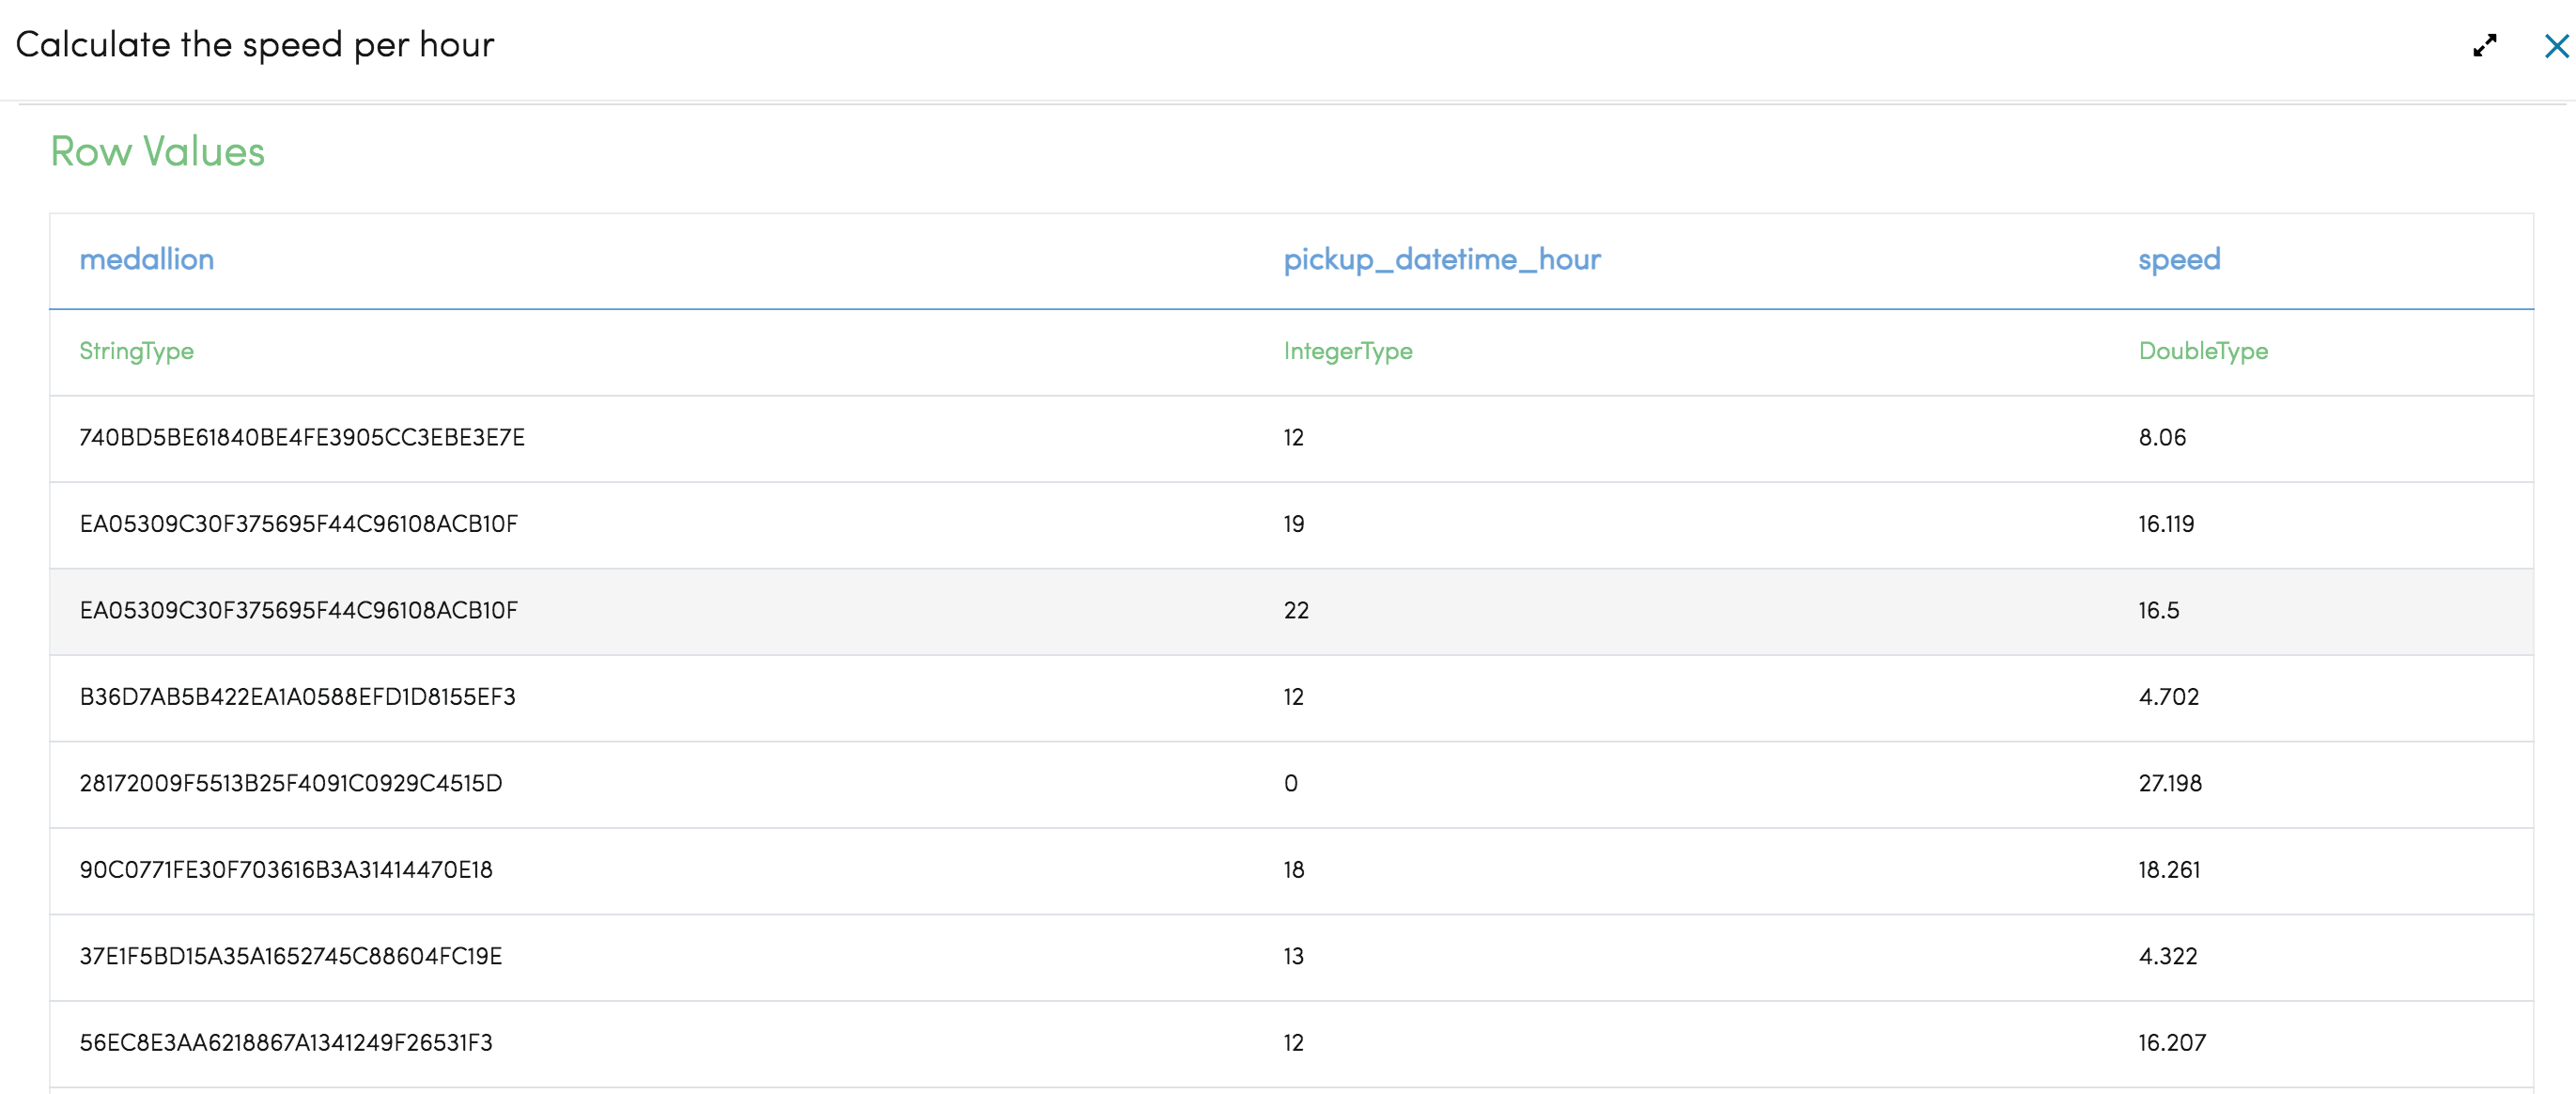 Calculate the speed per hour
Row Values
medallion pickup_datetime_hour speed
StringType IntegerType DoubleType
740BD5BE61840BE4FE3905CC3EBE3E7E 12 8.06
EA05309C30F375695F44C96108ACB10F 19 16.119
EA05309C30F375695F44C96108ACB10F 22 16.5
B36D7AB5B422EA1A0588EFD1D8155EF3 12 4.702
28172009F5513B25F4091C0929C4515D 0 27.198
90C0771FE30F703616B3A31414470E18 18 18.261
37E1F5BD15A35A1652745C88604FC19E 13 4.322
56EC8E3AA6218867A1341249F26531F3 12 16.207